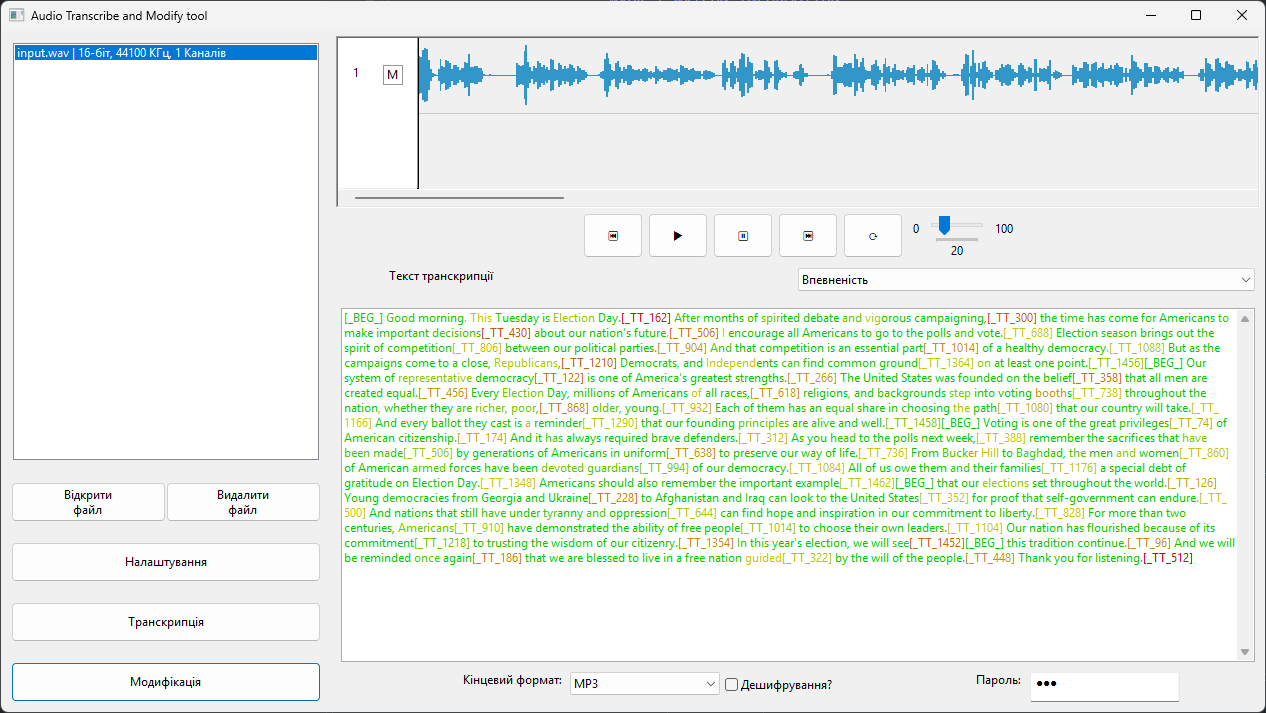 Audio Transcribe and Modify tool
input.wav | 16-біт, 44100 КГц, 1 Каналів
1
M
0
100
20
Текст транскрипції
Впевненість
[_BEG_] Good morning. This Tuesday is Election Day.[_TT_162] After months of spirited debate and vigorous campaigning,[_TT_300] the time has come for Americans to
make important decisions[_TT_430] about our nation's future.[_TT_506] I encourage all Americans to go to the polls and vote.[_TT_688] Election season brings out the
spirit of competition[_TT_806] between our political parties.[_TT_904] And that competition is an essential part[_TT_1014] of a healthy democracy.[_TT_1088] But as the
campaigns come to a close, Republicans,[_TT_1210] Democrats, and Independents can find common ground[_TT_1364] on at least one point.[_TT_1456][_BEG_] Our
system of representative democracy[_TT_122] is one of America's greatest strengths.[_TT_266] The United States was founded on the belief[_TT_358] that all men are
created equal.[_TT_456] Every Election Day, millions of Americans of all races,[_TT_618] religions, and backgrounds step into voting booths[_TT_738] throughout the
nation, whether they are richer, poor,[_TT_868] older, young.[_TT_932] Each of them has an equal share in choosing the path[_TT_1080] that our country will take.[_TT_
1166] And every ballot they cast is a reminder[_TT_1290] that our founding principles are alive and well.[_TT_1458][_BEG_] Voting is one of the great privileges[_TT_74] of
American citizenship.[_TT_174] And it has always required brave defenders.[_TT_312] As you head to the polls next week,[_TT_388] remember the sacrifices that have
been made[_TT_506] by generations of Americans in uniform[_TT_638] to preserve our way of life.[_TT_736] From Bucker Hill to Baghdad, the men and women[_TT_860]
of American armed forces have been devoted guardians[_TT_994] of our democracy.[_TT_1084] All of us owe them and their families[_TT_1176] a special debt of
gratitude on Election Day.[_TT_1348] Americans should also remember the important example[_TT_1462][_BEG_] that our elections set throughout the world.[_TT_126]
Young democracies from Georgia and Ukraine[_TT_228] to Afghanistan and Iraq can look to the United States[_TT_352] for proof that self-government can endure.[_TT_
500] And nations that still have under tyranny and oppression[_TT_644] can find hope and inspiration in our commitment to liberty.[_TT_828] For more than two
centuries, Americans[_TT_910] have demonstrated the ability of free people[_TT_1014] to choose their own leaders.[_TT_1104] Our nation has flourished because of its
commitment[_TT_1218] to trusting the wisdom of our citizenry.[_TT_1354] In this year's election, we will see[_TT_1452][_BEG_] this tradition continue.[_TT_96] And we will
be reminded once again[_TT_186] that we are blessed to live in a free nation guided[_TT_322] by the will of the people.[_TT_448] Thank you for listening.[_TT_512]
Відкрити
файл
Видалити
файл
Налаштування
Транскрипція
Модифікація
Кінцевий формат:
MP3
Дешифрування?
Пароль: